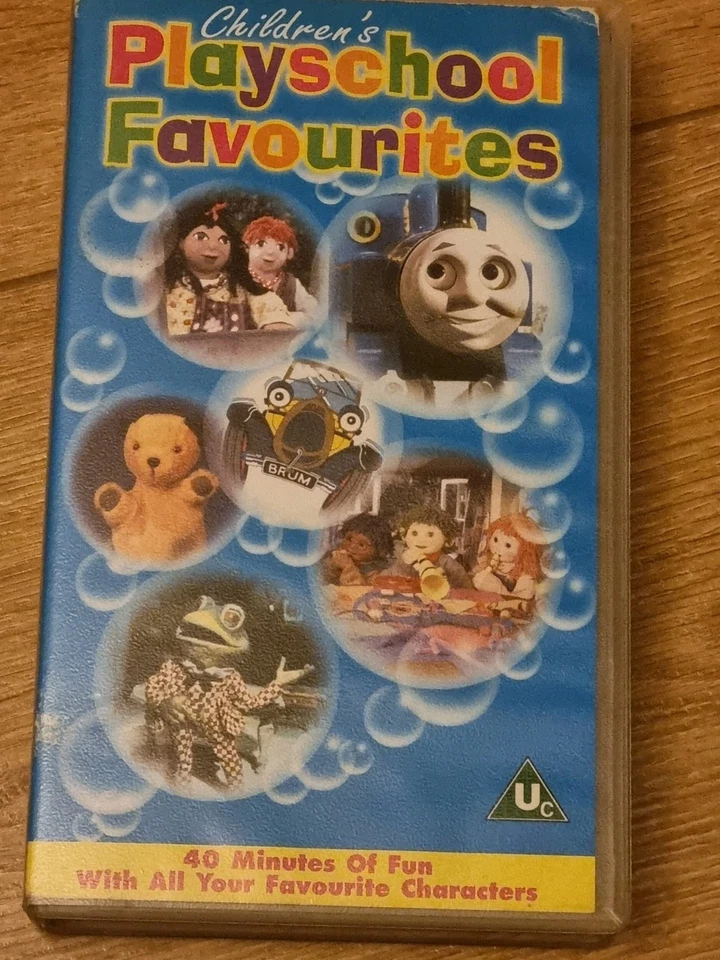 Children's
Playschool
Favourites
BRUM
Uc
40 Minutes Of Fun
With All Your Favourite Characters